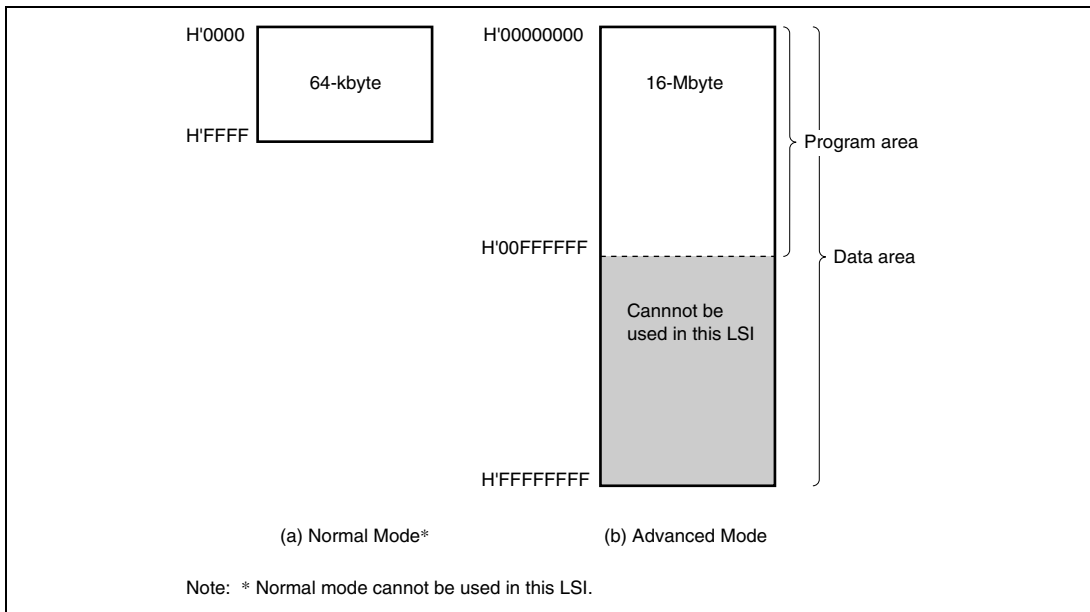 H'0000
64-kbyte
H'FFFF
H'00000000
16-Mbyte
Program area
H'00FFFFFF
Data area
Cannnot be
used in this LSI
H'FFFFFFFF
(a) Normal Mode*
(b) Advanced Mode
Note: * Normal mode cannot be used in this LSI.